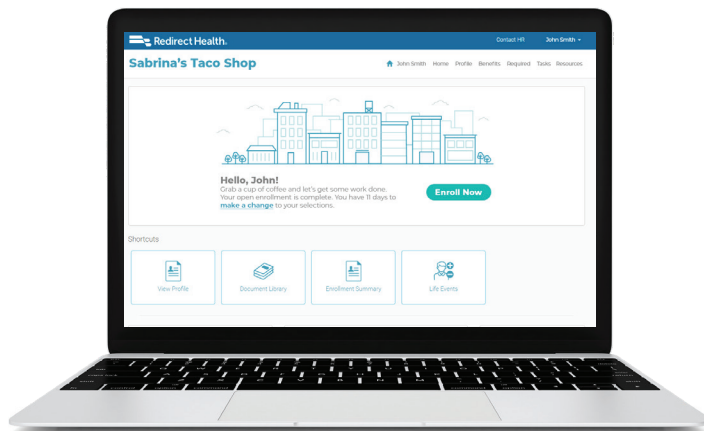 Redirect Health.
Contact HR
John Smith
Sabrina's Taco Shop
John Smith Home Profile Benefits Required Tasks Resources
Hello, John!
Grab a cup of coffee and let's get some work done.
Your open enrollment is complete. You have 11 days to
make a change to your selections.
Enroll Now
Shortcuts
View Profile
Document Library
Enrollment Summary
Life Events